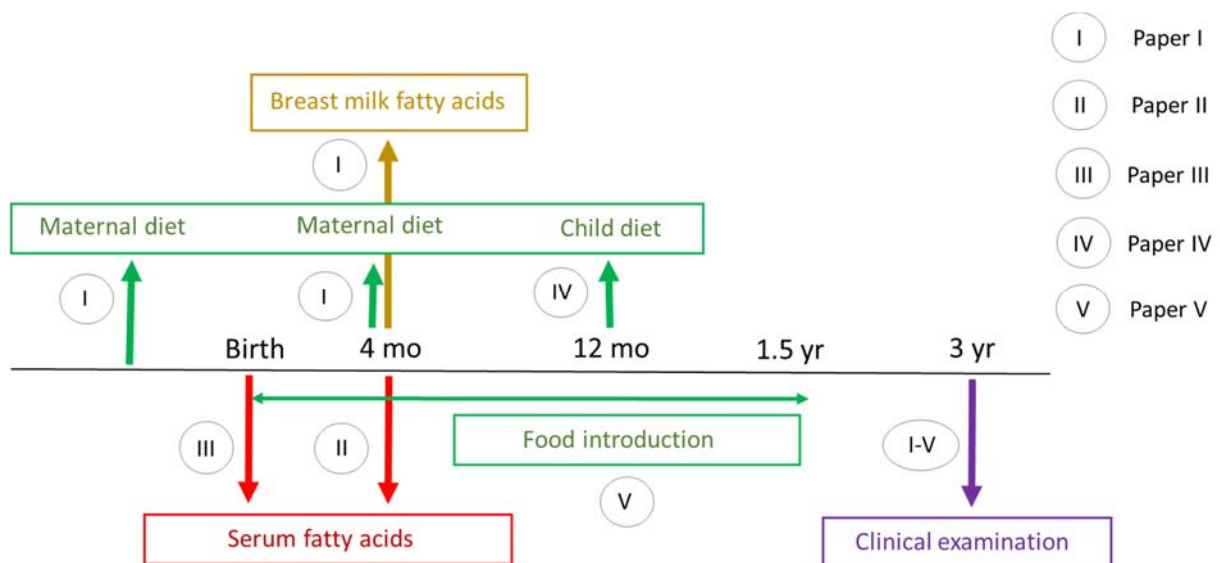 I Paper I
II Paper II
III Paper III
IV Paper IV
V Paper V
Breast milk fatty acids
I
Maternal diet Maternal diet Child diet
I I IV
Birth 4 mo 12 mo 1.5 yr 3 yr
III II Food introduction I-V
V
Serum fatty acids Clinical examination